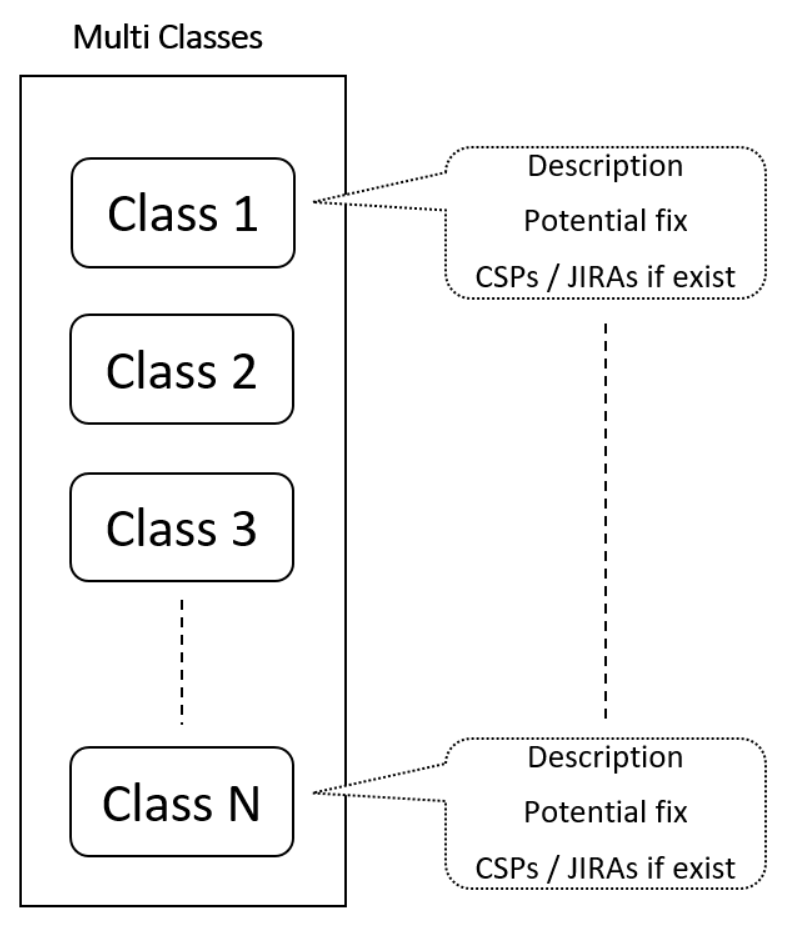 Multi Classes
Class 1
Description
Potential fix
CSPs / JIRAs if exist
Class 2
Class 3
Class N
Description
Potential fix
CSPs / JIRAs if exist